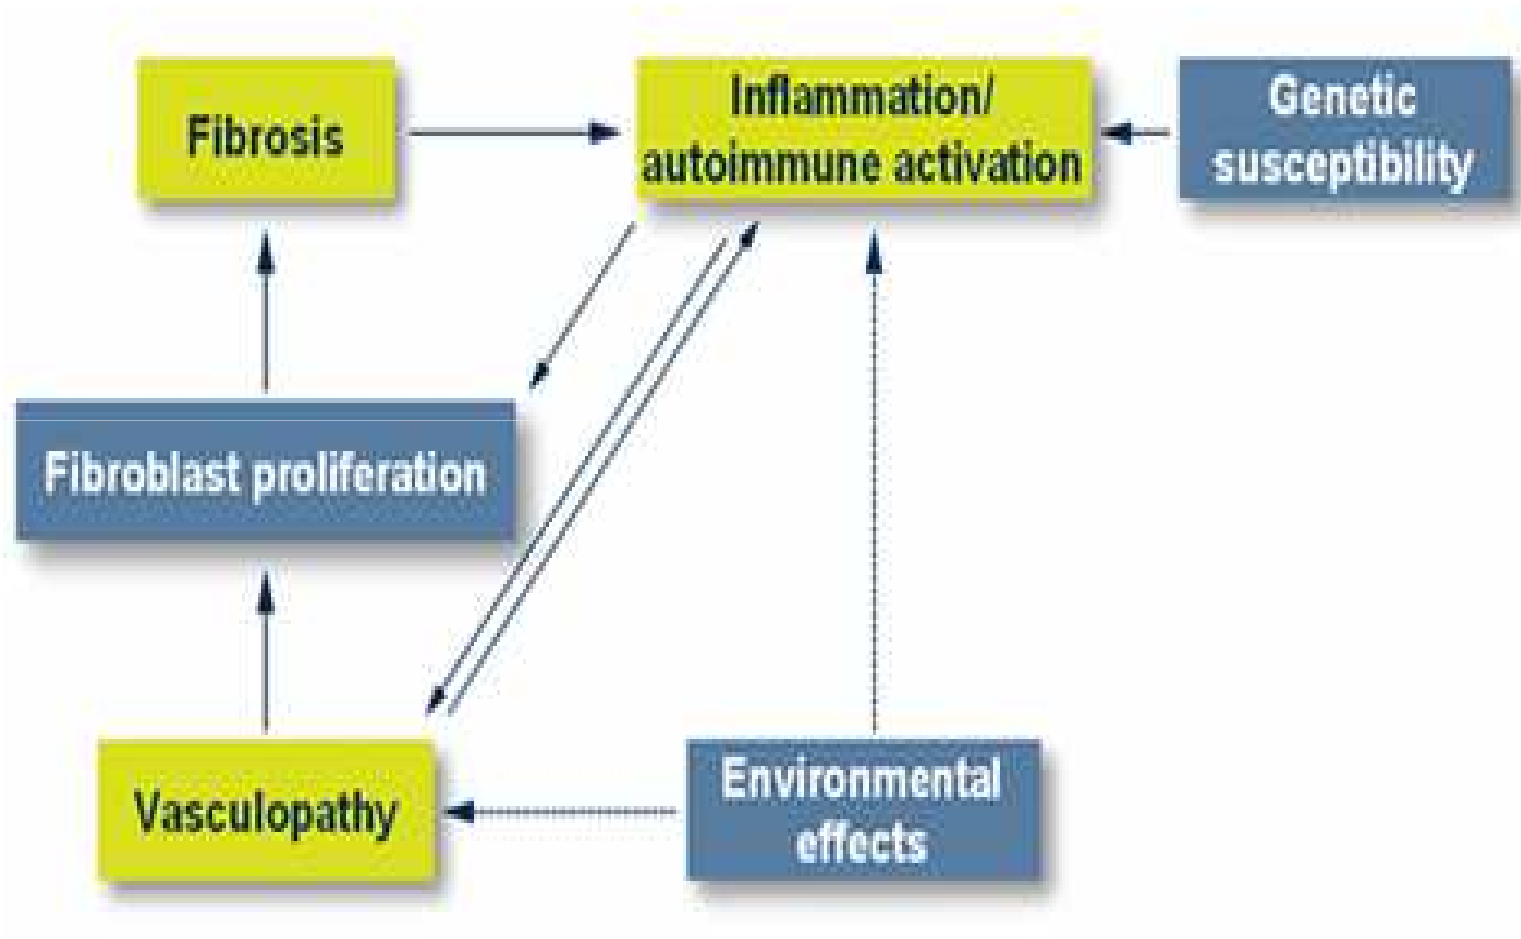 Fibrosis
Inflammation/
autoimmune activation
Genetic
susceptibility
Fibroblast proliferation
Vasculopathy
Environmental
effects